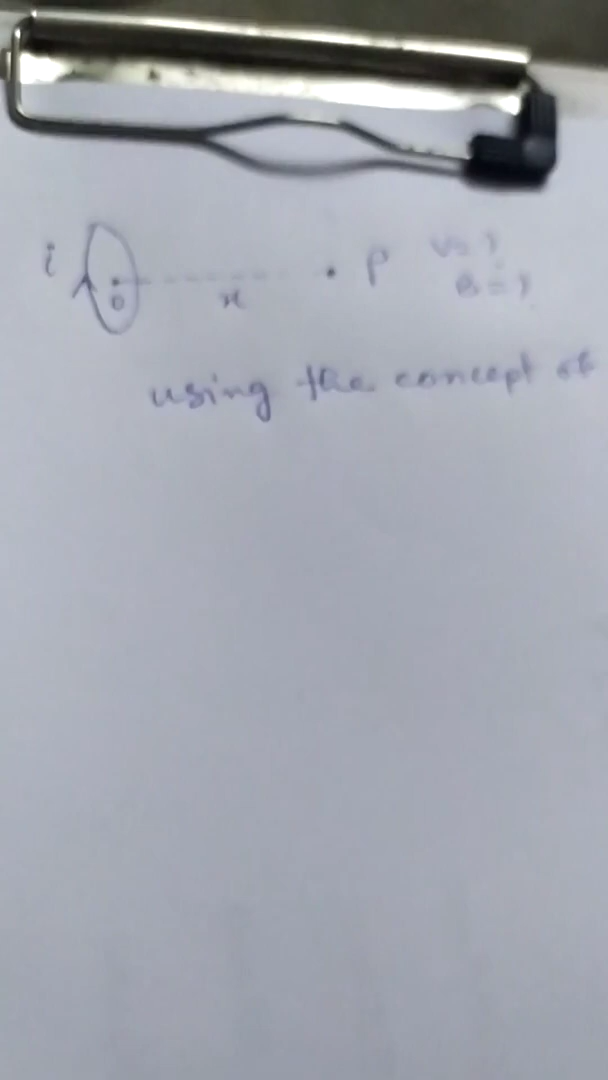 i o x P V = ?
B = ?
using the concept of